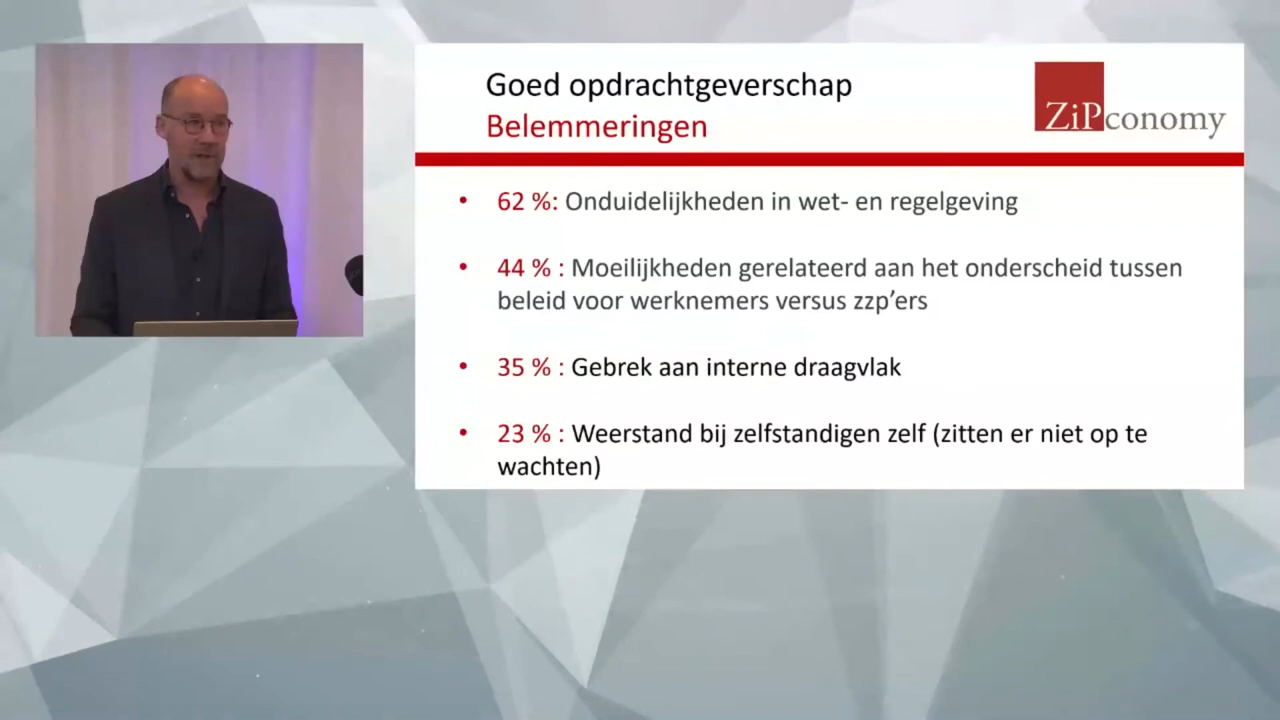 Goed opdrachtgeverschap
Belemmeringen
ZiPconomy
• 62 %: Onduidelijkheden in wet- en regelgeving
• 44 % : Moeilijkheden gerelateerd aan het onderscheid tussen
beleid voor werknemers versus zzp’ers
• 35 % : Gebrek aan interne draagvlak
• 23 % : Weerstand bij zelfstandigen zelf (zitten er niet op te
wachten)